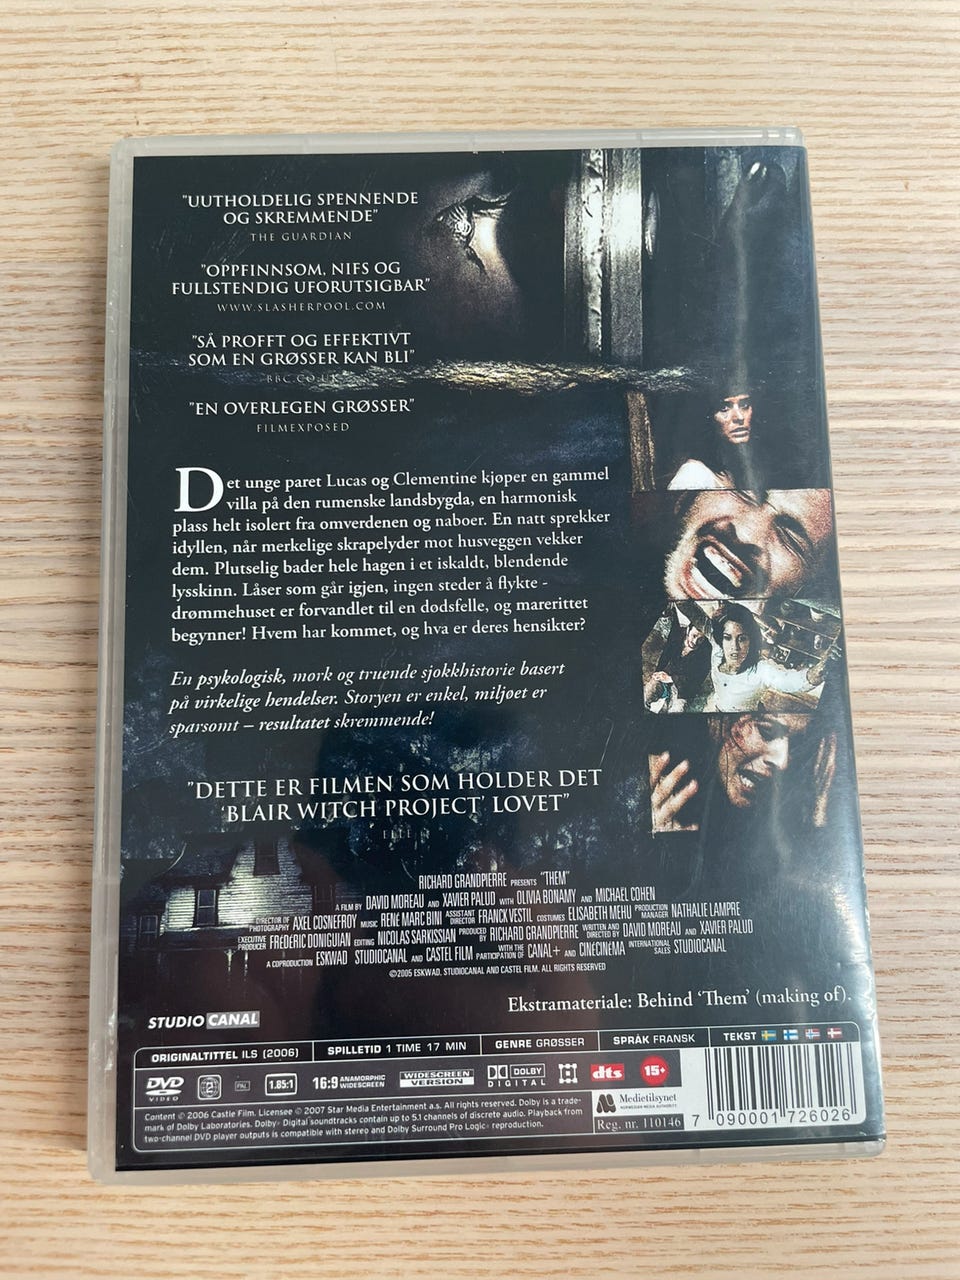 "UUTHOLDELIG SPENNENDE
OG SKREMMENDE"
THE GUARDIAN
"OPPFINNSOM, NIFS OG
FULLSTENDIG UFORUTSIGBAR"
WWW.SLASHERPOOL.COM
"SÅ PROFFT OG EFFEKTIVT
SOM EN GRØSSER KAN BLI"
BBC.CO.UK
"EN OVERLEGEN GRØSSER"
FILMEXPOSED
Det unge paret Lucas og Clementine kjøper en gammel
villa på den rumenske landsbygda, en harmonisk
plass helt isolert fra omverdenen og naboer. En natt sprekker
idyllen, når merkelige skrapelyder mot husveggen vekker
dem. Plutselig bader hele hagen i et iskaldt, blendende
lysskinn. Låser som går igjen, ingen steder å flykte -
drømmehuset er forvandlet til en dødsfelle, og marerittet
begynner! Hvem har kommet, og hva er deres hensikter?
En psykologisk, mork og truende sjokkhistorie basert
på virkelige hendelser. Storyen er enkel, miljøet er
sparsomt – resultatet skremmende!
"DETTE ER FILMEN SOM HOLDER DET
'BLAIR WITCH PROJECT' LOVET"
ELLE
RICHARD GRANDPIERRE PRESENTS "THEM"
A FILM BY DAVID MOREAU AND XAVIER PALUD WITH OLIVIA BONAMY AND MICHAEL COHEN
DIRECTOR OF PHOTOGRAPHY AXEL COSNEFROY MUSIC RENÉ MARC BINI ASSISTANT DIRECTOR FRANCK VESTIL COSTUMES ELISABETH MEHU PRODUCTION MANAGER NATHALIE LAMPRE
EXECUTIVE PRODUCER FRÉDÉRIC DONIGUIAN EDITING NICOLAS SARKISSIAN PRODUCED BY RICHARD GRANDPIERRE WRITTEN AND DIRECTED BY DAVID MOREAU AND XAVIER PALUD
A COPRODUCTION ESKWAD STUDIOCANAL AND CASTEL FILM WITH THE PARTICIPATION OF CANAL+ AND CINÉCINÉMA INTERNATIONAL SALES STUDIOCANAL
©2005 ESKWAD. STUDIOCANAL AND CASTEL FILM. ALL RIGHTS RESERVED
Ekstramateriale: Behind 'Them' (making of).
STUDIO CANAL
ORIGINALTITTEL ILS (2006) SPILLETID 1 TIME 17 MIN GENRE GRØSSER SPRÅK FRANSK TEKST
DVD VIDEO 2 PAL 1.85:1 16:9 ANAMORPHIC WIDESCREEN WIDESCREEN VERSION DOLBY DIGITAL dts 15+
Content © 2006 Castle Film. Licensee © 2007 Star Media Entertainment a.s. All rights reserved. Dolby is a trade-
mark of Dolby Laboratories. Dolby Digital soundtracks contain up to 5.1 channels of discrete audio. Playback from
two-channel DVD player outputs is compatible with stereo and Dolby Surround Pro Logic reproduction.
Medietilsynet
NORWEGIAN MEDIA AUTHORITY
Reg. nr. 110146
7 090001 726026